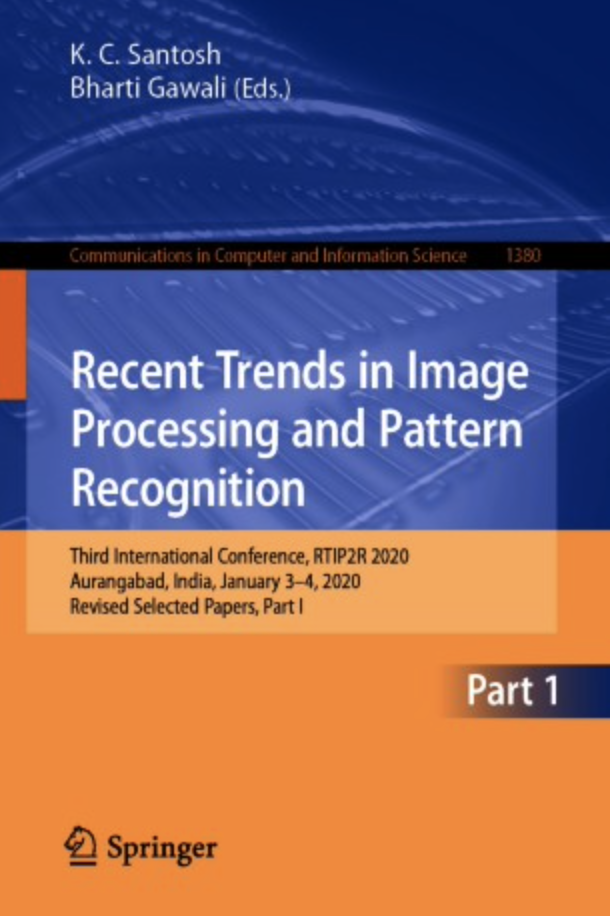 K. C. Santosh
Bharti Gawali (Eds.)
Communications in Computer and Information Science 1380
Recent Trends in Image
Processing and Pattern
Recognition
Third International Conference, RTIP2R 2020
Aurangabad, India, January 3–4, 2020
Revised Selected Papers, Part I
Part 1
Springer